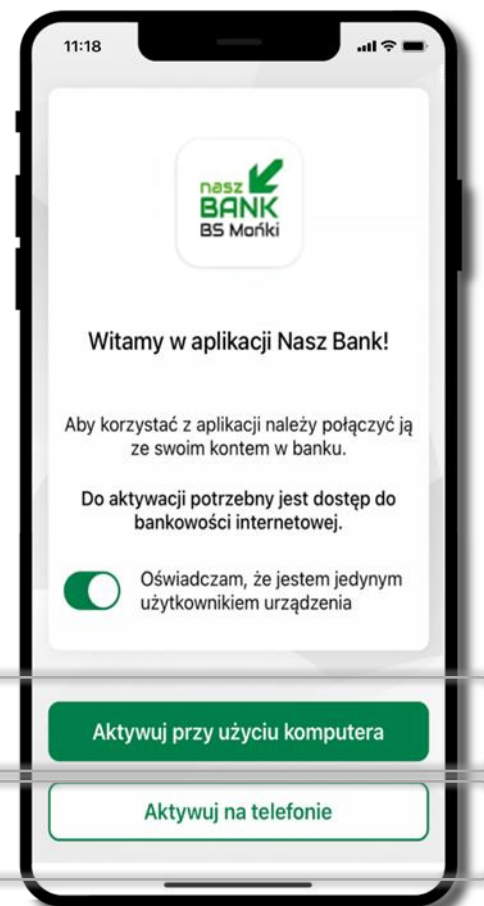 11:18
nasz
BANK
BS Mońki
Witamy w aplikacji Nasz Bank!
Aby korzystać z aplikacji należy połączyć ją
ze swoim kontem w banku.
Do aktywacji potrzebny jest dostęp do
bankowości internetowej.
Oświadczam, że jestem jedynym
użytkownikiem urządzenia
Aktywuj przy użyciu komputera
Aktywuj na telefonie